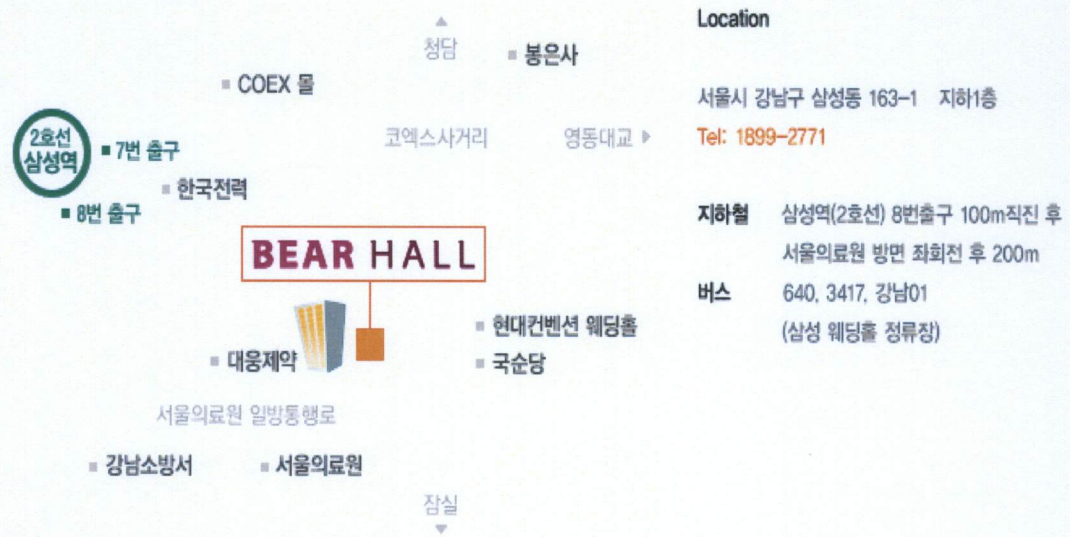 청담
봉은사
COEX 몰
코엑스사거리
영동대교
2호선
삼성역
7번 출구
한국전력
8번 출구
BEAR HALL
현대컨벤션 웨딩홀
대웅제약
국순당
서울의료원 일방통행로
강남소방서
서울의료원
잠실
Location
서울시 강남구 삼성동 163-1 지하1층
Tel: 1899-2771
지하철 삼성역(2호선) 8번출구 100m직진 후
서울의료원 방면 좌회전 후 200m
버스 640, 3417, 강남01
(삼성 웨딩홀 정류장)